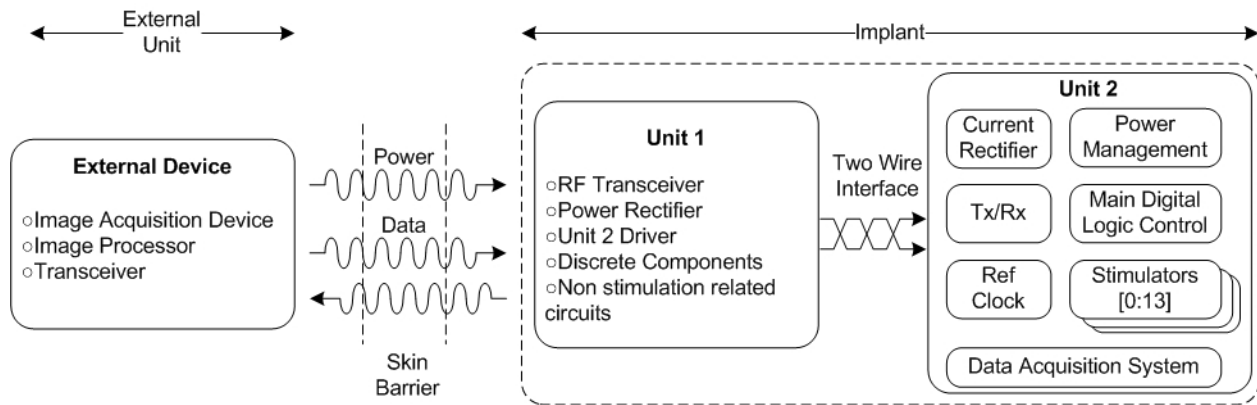 External
Unit
Implant
External Device
○Image Acquisition Device
○Image Processor
○Transceiver
Power
Data
Skin
Barrier
Unit 1
○RF Transceiver
○Power Rectifier
○Unit 2 Driver
○Discrete Components
○Non stimulation related
circuits
Two Wire
Interface
Unit 2
Current
Rectifier
Power
Management
Tx/Rx
Main Digital
Logic Control
Ref
Clock
Stimulators
[0:13]
Data Acquisition System